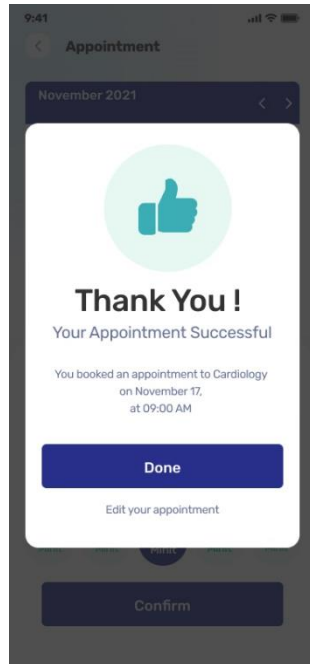 9:41
Appointment
November 2021
Thank You !
Your Appointment Successful
You booked an appointment to Cardiology
on November 17,
at 09:00 AM
Done
Edit your appointment
Minit
Confirm